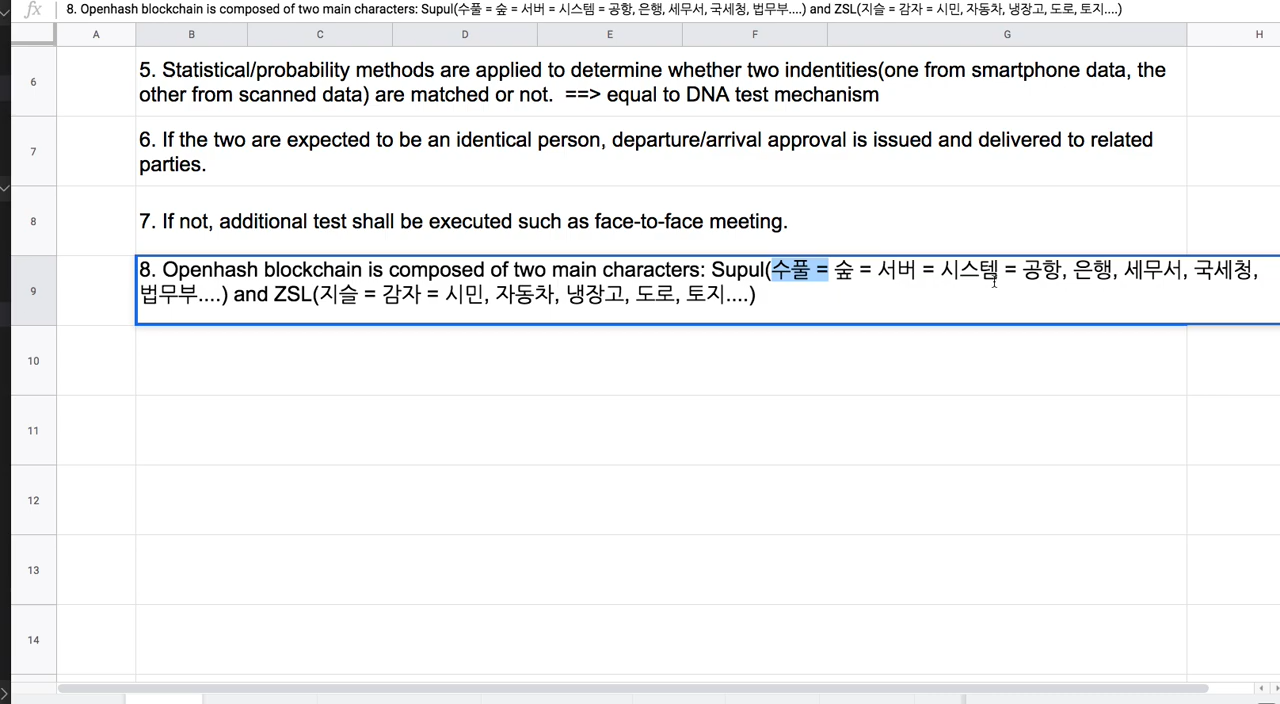 fx 8. Openhash blockchain is composed of two main characters: Supul(수풀 = 숲 = 서버 = 시스템 = 공항, 은행, 세무서, 국세청, 법무부....) and ZSL(지슬 = 감자 = 시민, 자동차, 냉장고, 도로, 토지....)
A B C D E F G H
6
5. Statistical/probability methods are applied to determine whether two indentities(one from smartphone data, the
other from scanned data) are matched or not.  ==> equal to DNA test mechanism
7
6. If the two are expected to be an identical person, departure/arrival approval is issued and delivered to related
parties.
8
7. If not, additional test shall be executed such as face-to-face meeting.
9
8. Openhash blockchain is composed of two main characters: Supul(수풀 = 숲 = 서버 = 시스템 = 공항, 은행, 세무서, 국세청,
법무부....) and ZSL(지슬 = 감자 = 시민, 자동차, 냉장고, 도로, 토지....)
10
11
12
13
14